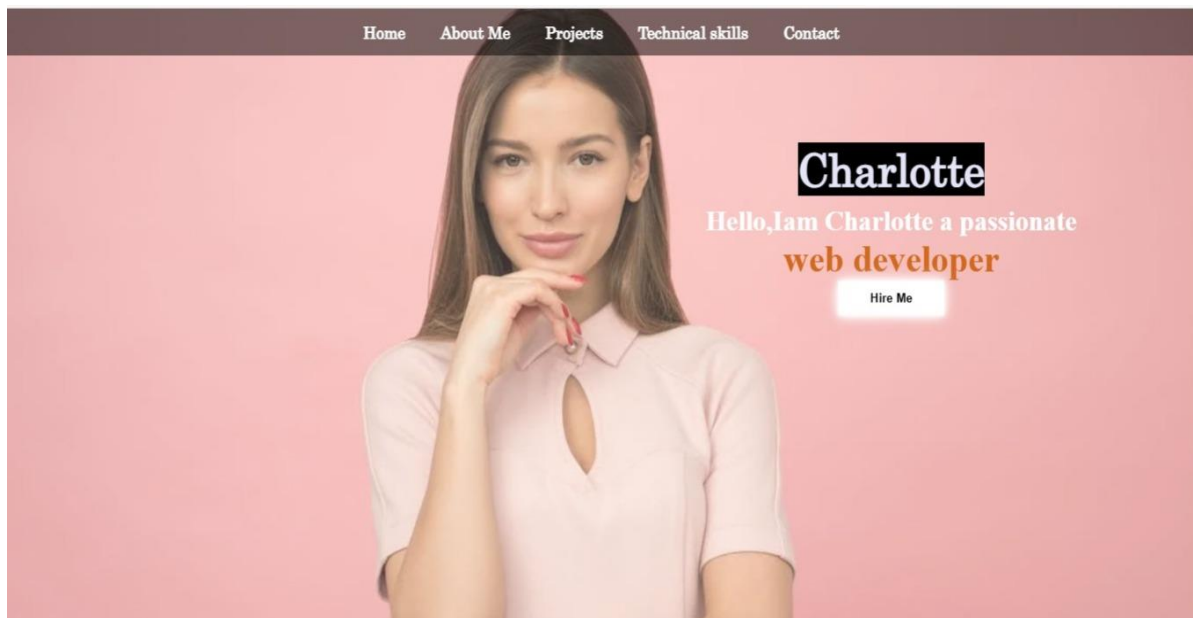 Home About Me Projects Technical skills Contact
Charlotte
Hello,Iam Charlotte a passionate
web developer
Hire Me